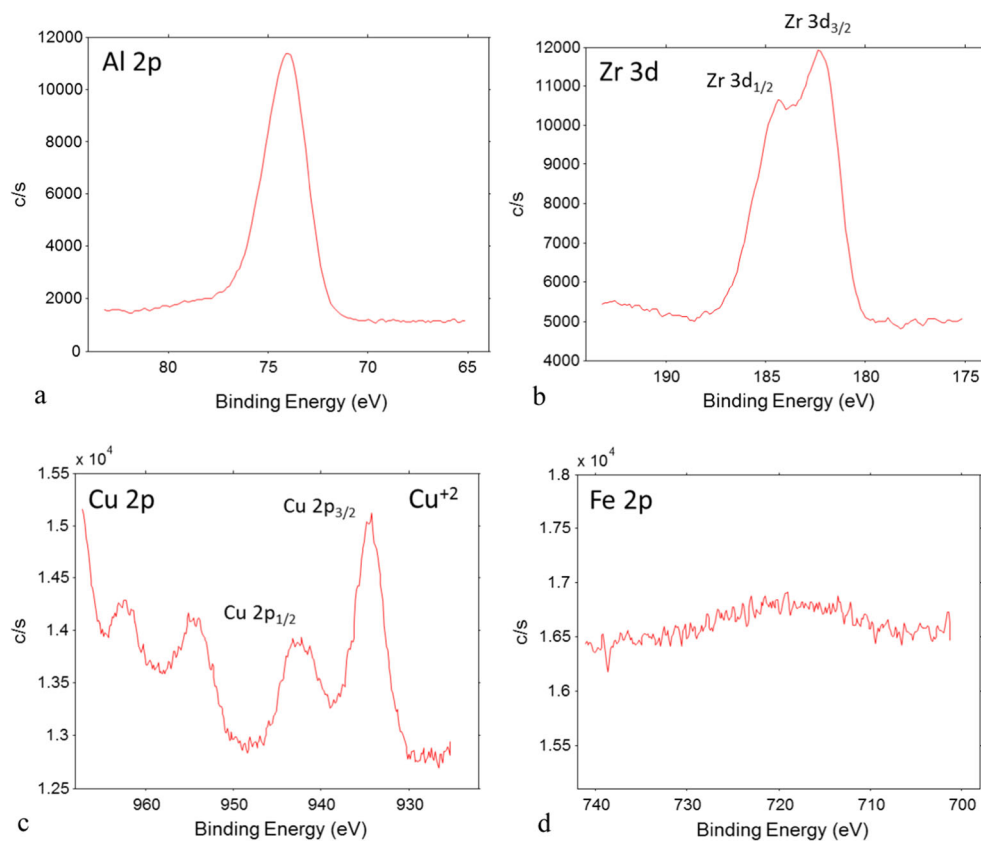 Al 2p
12000
10000
8000
6000
4000
2000
0
c/s
80
75
70
65
Binding Energy (eV)
a
Zr 3d3/2
Zr 3d
Zr 3d1/2
12000
11000
10000
9000
8000
7000
6000
5000
4000
c/s
190
185
180
175
Binding Energy (eV)
b
x 10^4
Cu 2p
Cu 2p3/2
Cu+2
Cu 2p1/2
1.55
1.5
1.45
1.4
1.35
1.3
1.25
c/s
960
950
940
930
Binding Energy (eV)
c
x 10^4
Fe 2p
1.8
1.75
1.7
1.65
1.6
1.55
c/s
740
730
720
710
700
Binding Energy (eV)
d